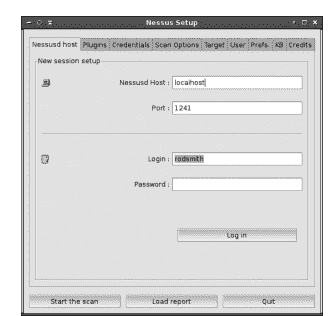 Nessus Setup
Nessusd host Plugins Credentials Scan Options Target User Prefs. KB Credits
New session setup
Nessusd Host : localhost
Port : 1241
Login : rodsmith
Password :
Log in
Start the scan Load report Quit